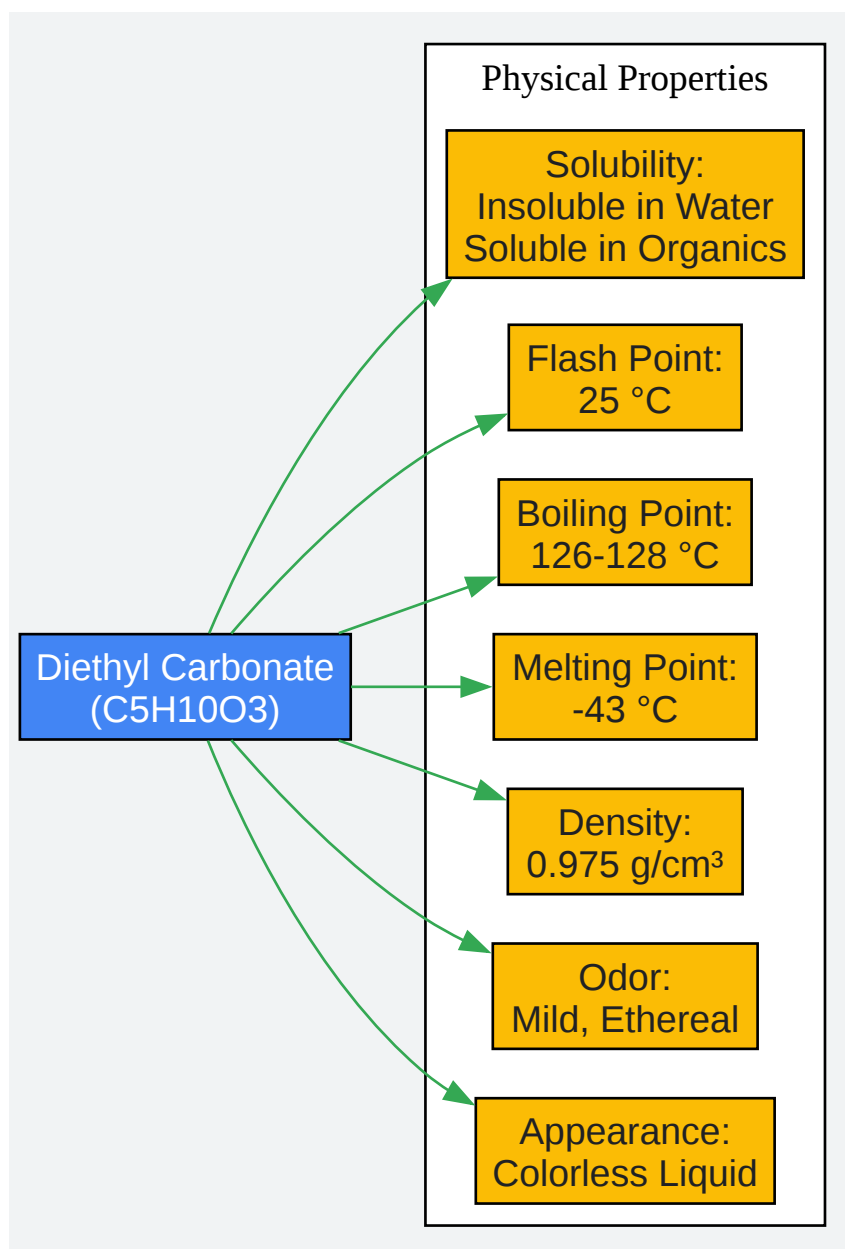 Physical Properties
Solubility:
Insoluble in Water
Soluble in Organics
Flash Point:
25 °C
Boiling Point:
126-128 °C
Diethyl Carbonate
(C5H10O3)
Melting Point:
-43 °C
Density:
0.975 g/cm³
Odor:
Mild, Ethereal
Appearance:
Colorless Liquid